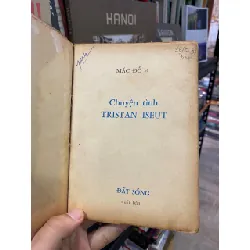 HANOI
MẶC ĐỖ
Chuyện tình
TRISTAN ISEUT
ĐẤT SỐNG